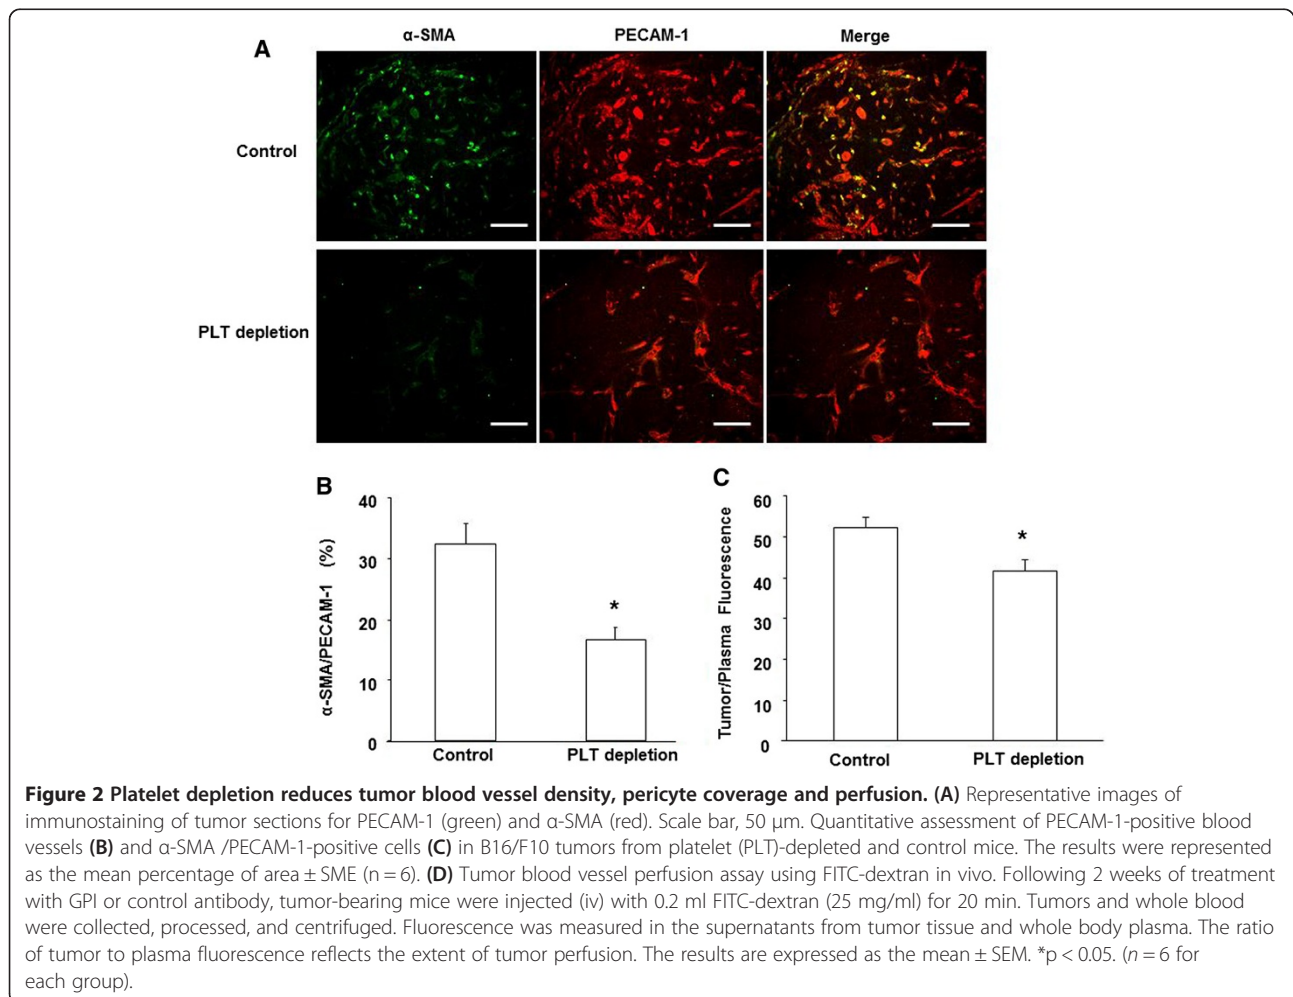 A
α-SMA
PECAM-1
Merge
Control
PLT depletion
B
40
30
20
10
0
α-SMA/PECAM-1 (%)
*
Control
PLT depletion
C
60
50
40
30
20
10
0
Tumor/Plasma Fluorescence
*
Control
PLT depletion
Figure 2 Platelet depletion reduces tumor blood vessel density, pericyte coverage and perfusion. (A) Representative images of
immunostaining of tumor sections for PECAM-1 (green) and α-SMA (red). Scale bar, 50 μm. Quantitative assessment of PECAM-1-positive blood
vessels (B) and α-SMA /PECAM-1-positive cells (C) in B16/F10 tumors from platelet (PLT)-depleted and control mice. The results were represented
as the mean percentage of area ± SME (n = 6). (D) Tumor blood vessel perfusion assay using FITC-dextran in vivo. Following 2 weeks of treatment
with GPI or control antibody, tumor-bearing mice were injected (iv) with 0.2 ml FITC-dextran (25 mg/ml) for 20 min. Tumors and whole blood
were collected, processed, and centrifuged. Fluorescence was measured in the supernatants from tumor tissue and whole body plasma. The ratio
of tumor to plasma fluorescence reflects the extent of tumor perfusion. The results are expressed as the mean ± SEM. *p < 0.05. (n = 6 for
each group).